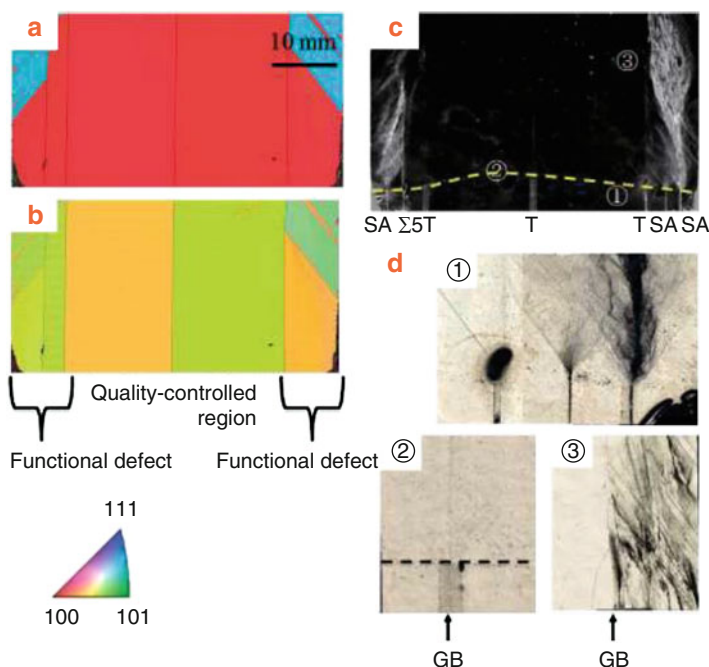 a
10 mm
b
Quality-controlled
region
Functional defect
Functional defect
111
100
101
c
③
②
①
SA Σ5T T T SA SA
d
①
②
③
GB
GB